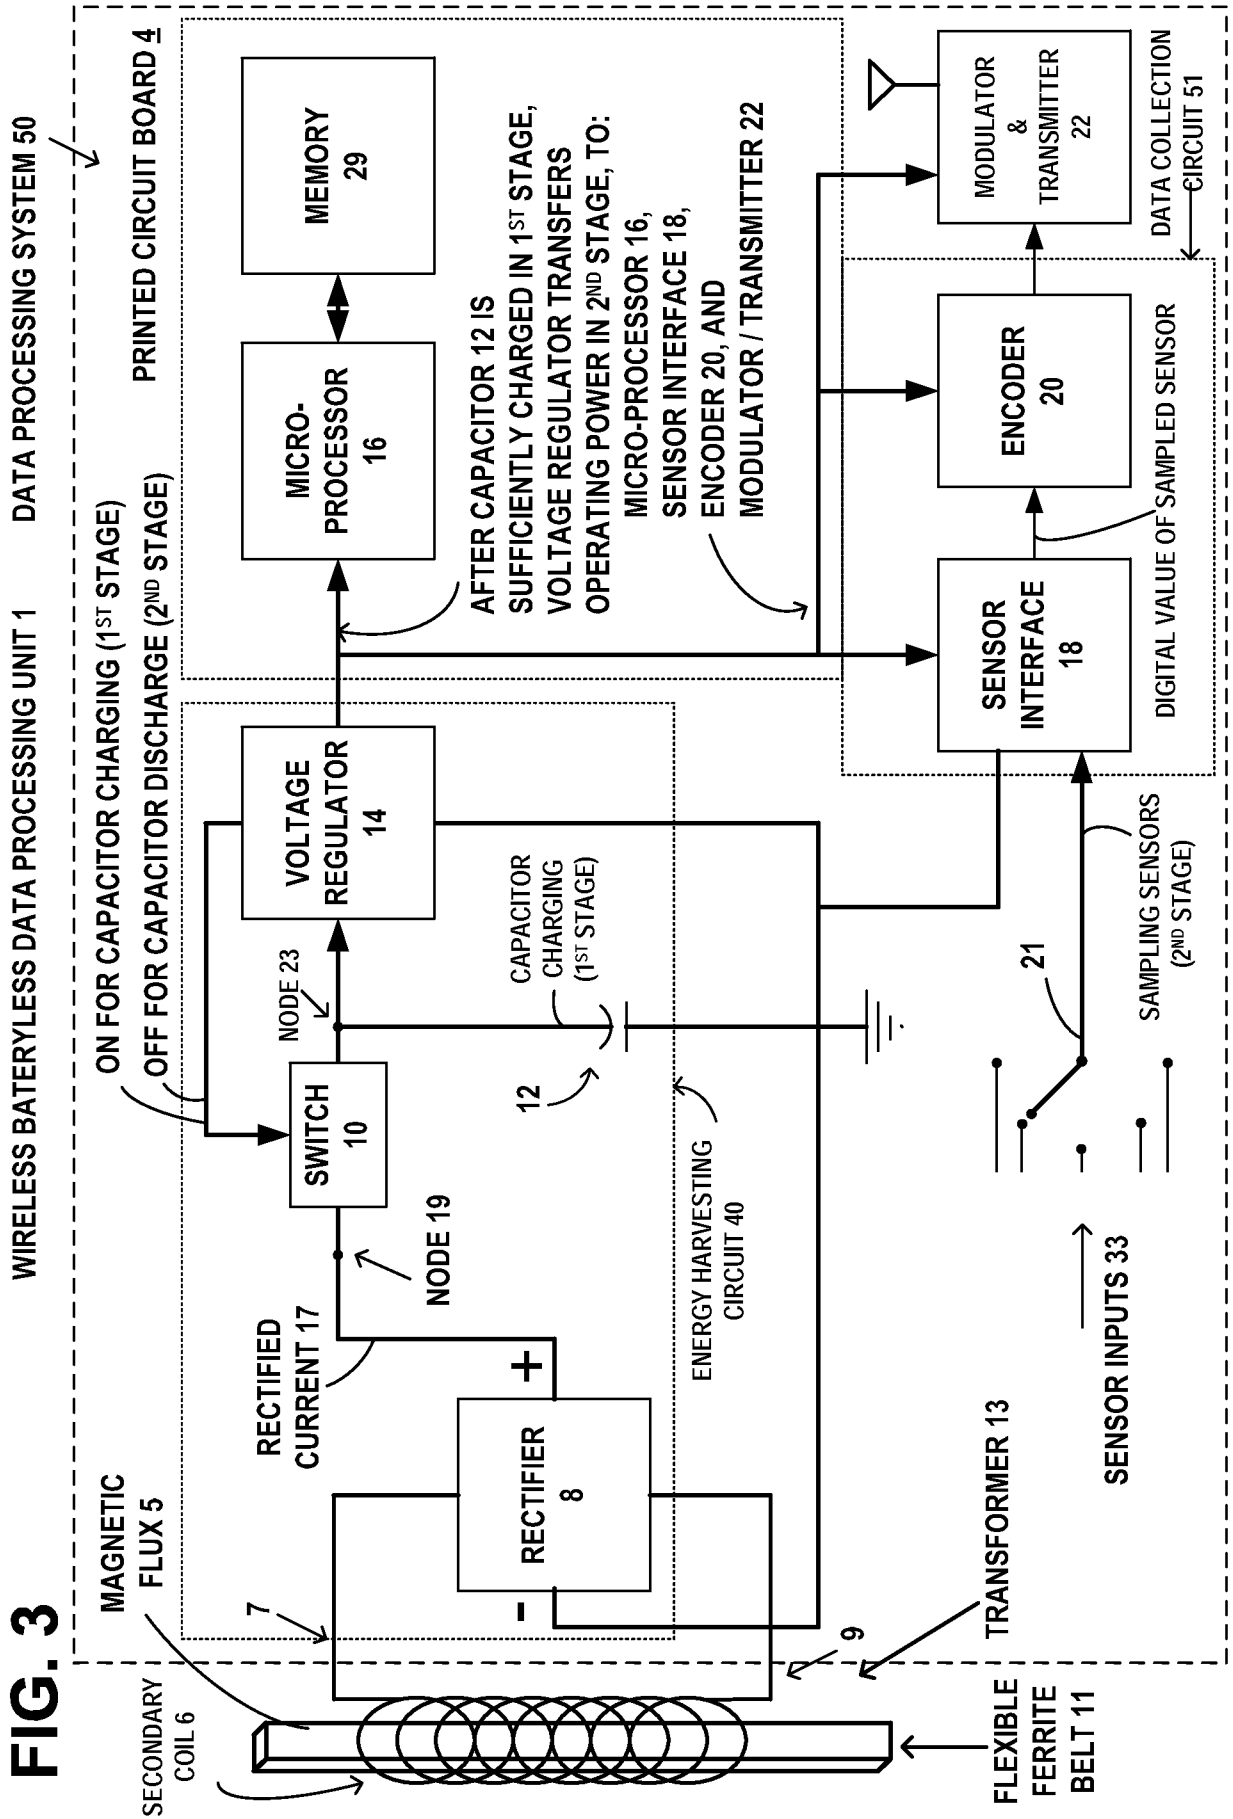 FIG. 3
WIRELESS BATERYLESS DATA PROCESSING UNIT 1
DATA PROCESSING SYSTEM 50
PRINTED CIRCUIT BOARD 4
ON FOR CAPACITOR CHARGING (1ST STAGE)
OFF FOR CAPACITOR DISCHARGE (2ND STAGE)
MAGNETIC
FLUX 5
SECONDARY
COIL 6
7
9
RECTIFIER
8
-
+
RECTIFIED
CURRENT 17
NODE 19
SWITCH
10
NODE 23
VOLTAGE
REGULATOR
14
MICRO-
PROCESSOR
16
MEMORY
29
CAPACITOR
CHARGING
(1ST STAGE)
12
AFTER CAPACITOR 12 IS
SUFFICIENTLY CHARGED IN 1ST STAGE,
VOLTAGE REGULATOR TRANSFERS
OPERATING POWER IN 2ND STAGE, TO:
MICRO-PROCESSOR 16,
SENSOR INTERFACE 18,
ENCODER 20, AND
MODULATOR / TRANSMITTER 22
ENERGY HARVESTING
CIRCUIT 40
FLEXIBLE
FERRITE
BELT 11
TRANSFORMER 13
SENSOR INPUTS 33
21
SAMPLING SENSORS
(2ND STAGE)
SENSOR
INTERFACE
18
DIGITAL VALUE OF SAMPLED SENSOR
ENCODER
20
MODULATOR
&
TRANSMITTER
22
DATA COLLECTION
CIRCUIT 51